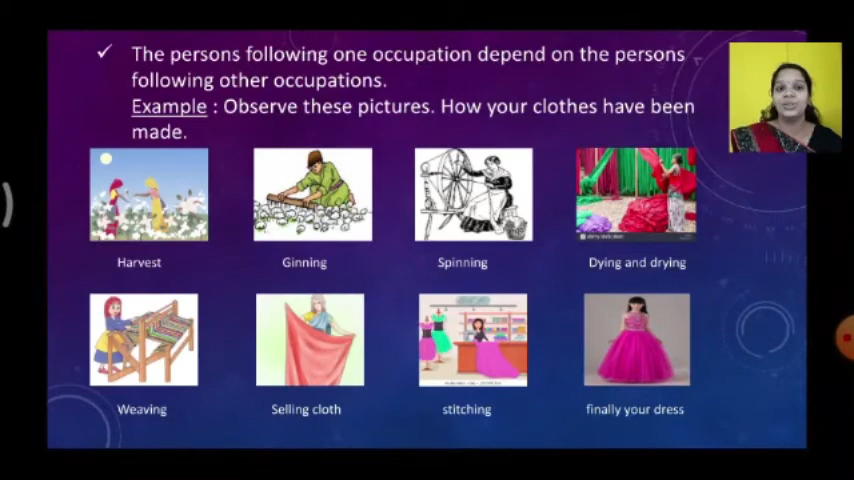 ✓ The persons following one occupation depend on the persons
following other occupations.
Example : Observe these pictures. How your clothes have been
made.
Harvest Ginning Spinning Dying and drying
Weaving Selling cloth stitching finally your dress